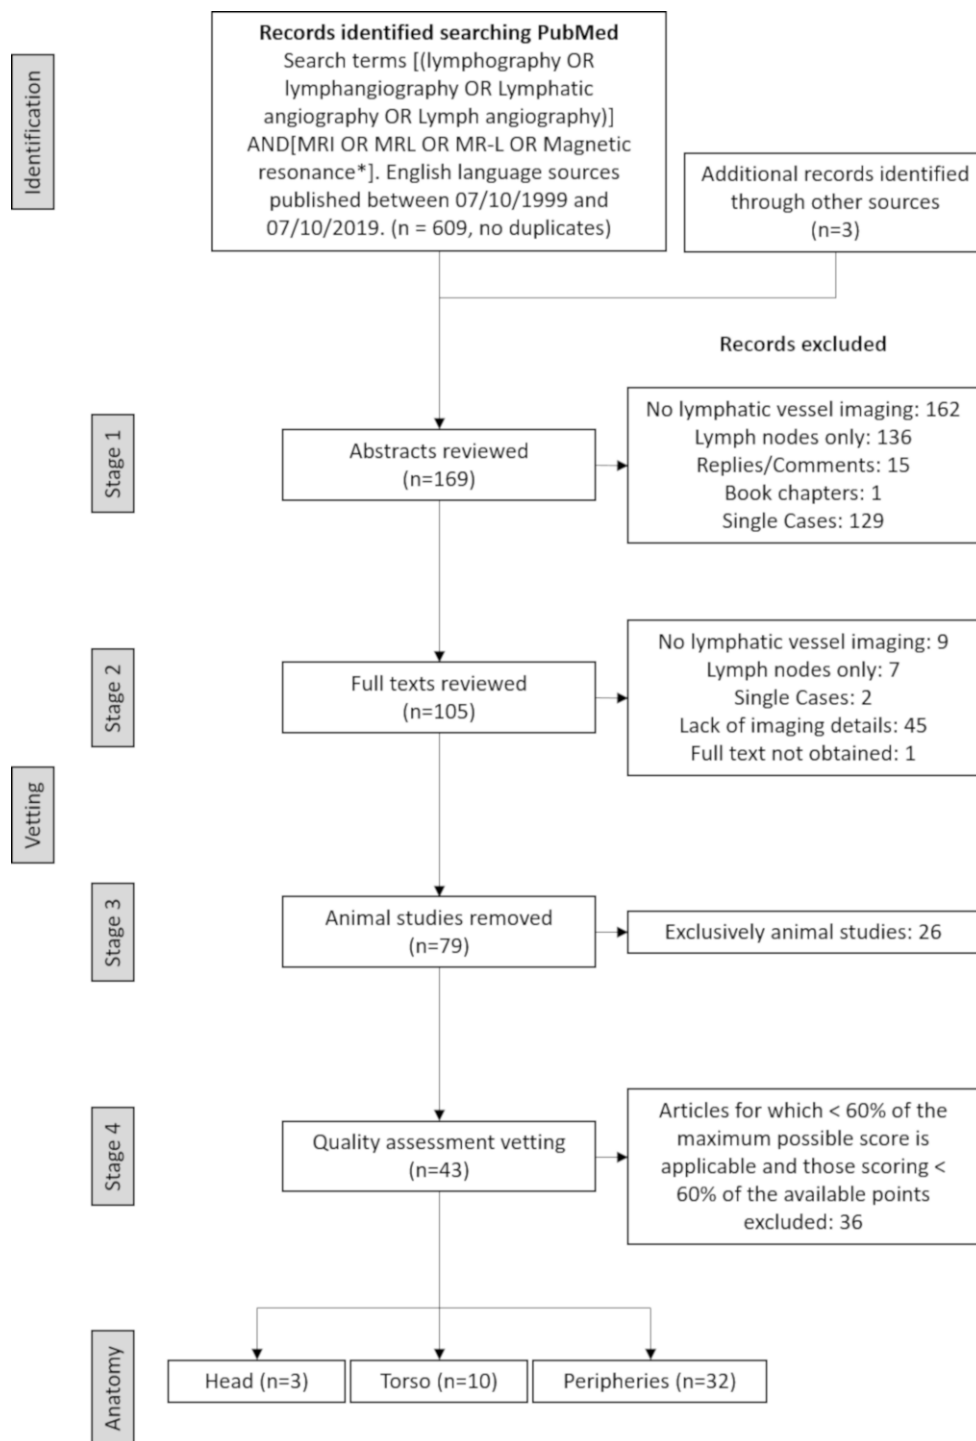 Identification
Records identified searching PubMed
Search terms [(lymphography OR
lymphangiography OR Lymphatic
angiography OR Lymph angiography)]
AND[MRI OR MRL OR MR-L OR Magnetic
resonance*]. English language sources
published between 07/10/1999 and
07/10/2019. (n = 609, no duplicates)
Additional records identified
through other sources
(n=3)
Records excluded
Stage 1
Abstracts reviewed
(n=169)
No lymphatic vessel imaging: 162
Lymph nodes only: 136
Replies/Comments: 15
Book chapters: 1
Single Cases: 129
Stage 2
Full texts reviewed
(n=105)
No lymphatic vessel imaging: 9
Lymph nodes only: 7
Single Cases: 2
Lack of imaging details: 45
Full text not obtained: 1
Vetting
Stage 3
Animal studies removed
(n=79)
Exclusively animal studies: 26
Stage 4
Quality assessment vetting
(n=43)
Articles for which < 60% of the
maximum possible score is
applicable and those scoring <
60% of the available points
excluded: 36
Anatomy
Head (n=3)
Torso (n=10)
Peripheries (n=32)